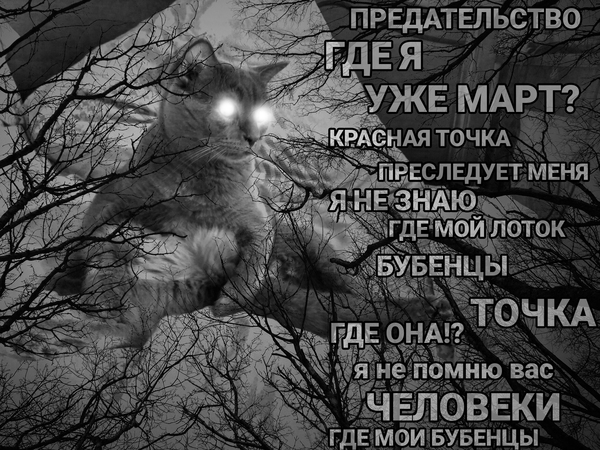 ПРЕДАТЕЛЬСТВО
ГДЕ Я
УЖЕ МАРТ?
КРАСНАЯ ТОЧКА
ПРЕСЛЕДУЕТ МЕНЯ
Я НЕ ЗНАЮ
ГДЕ МОЙ ЛОТОК
БУБЕНЦЫ
ТОЧКА
ГДЕ ОНА!?
я не помню вас
ЧЕЛОВЕКИ
ГДЕ МОИ БУБЕНЦЫ